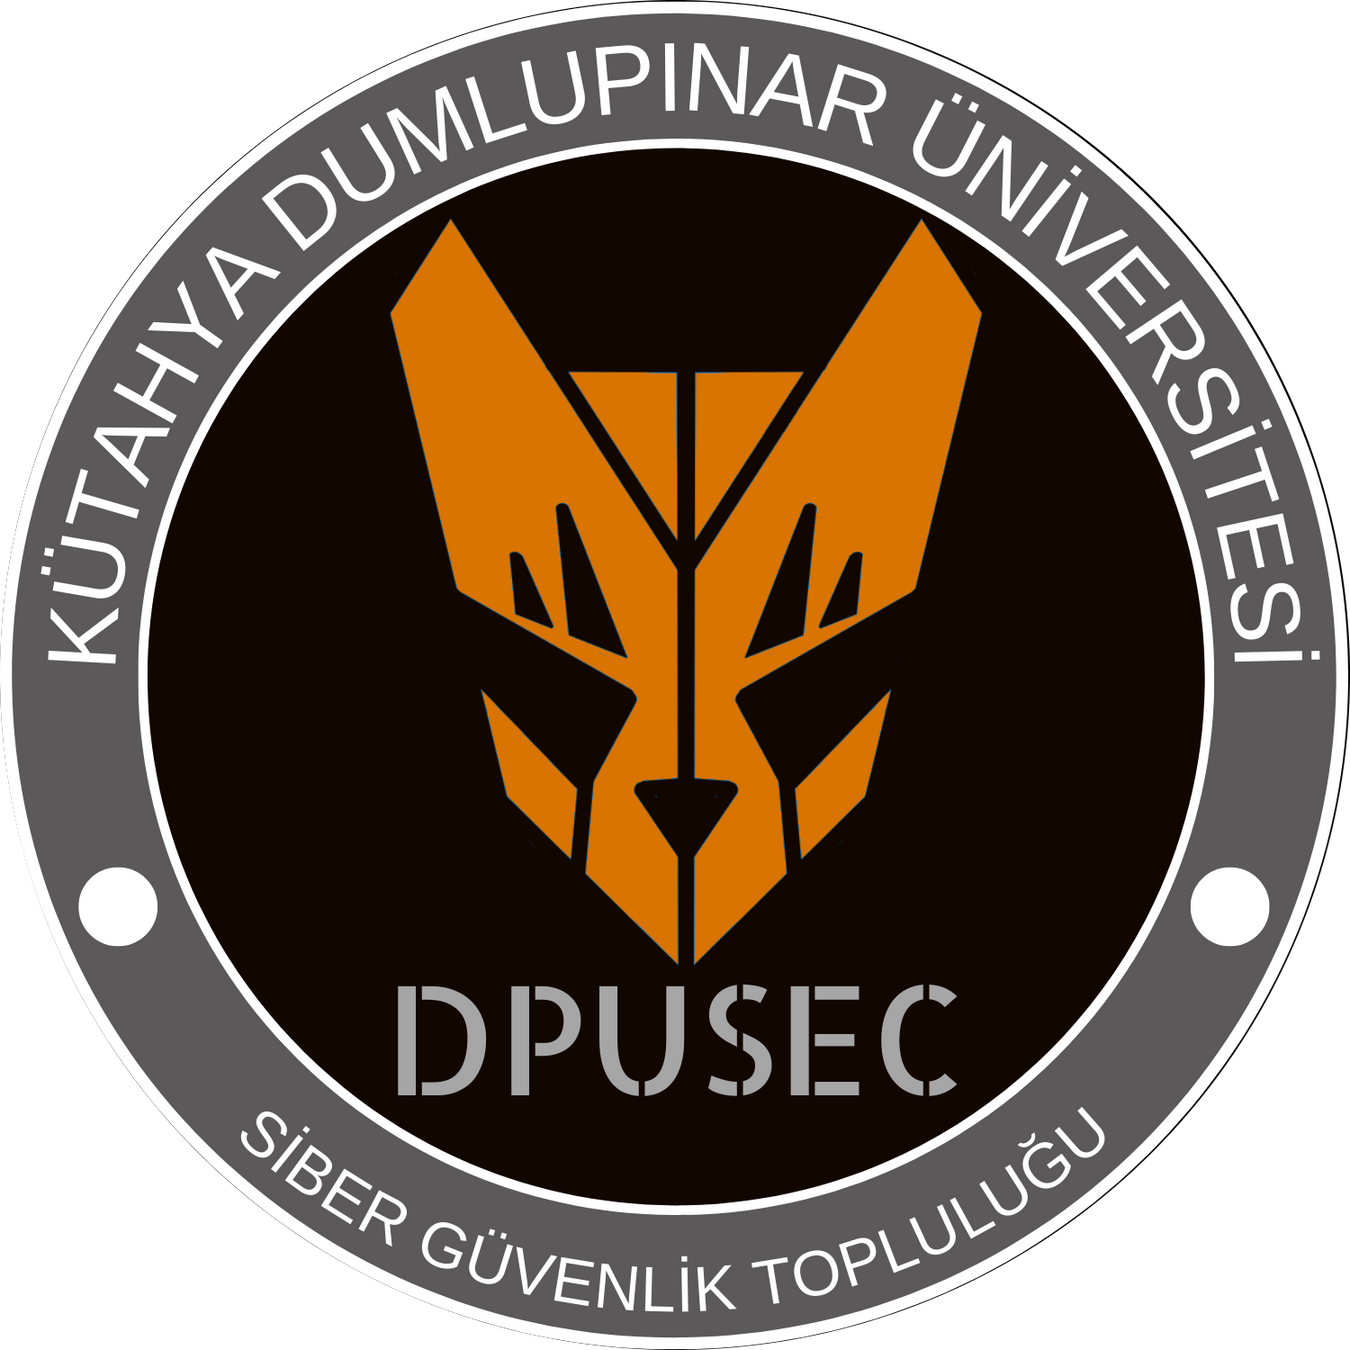 KÜTAHYA DUMLUPINAR ÜNİVERSİTESİ
DPUSEC
SİBER GÜVENLİK TOPLULUĞU